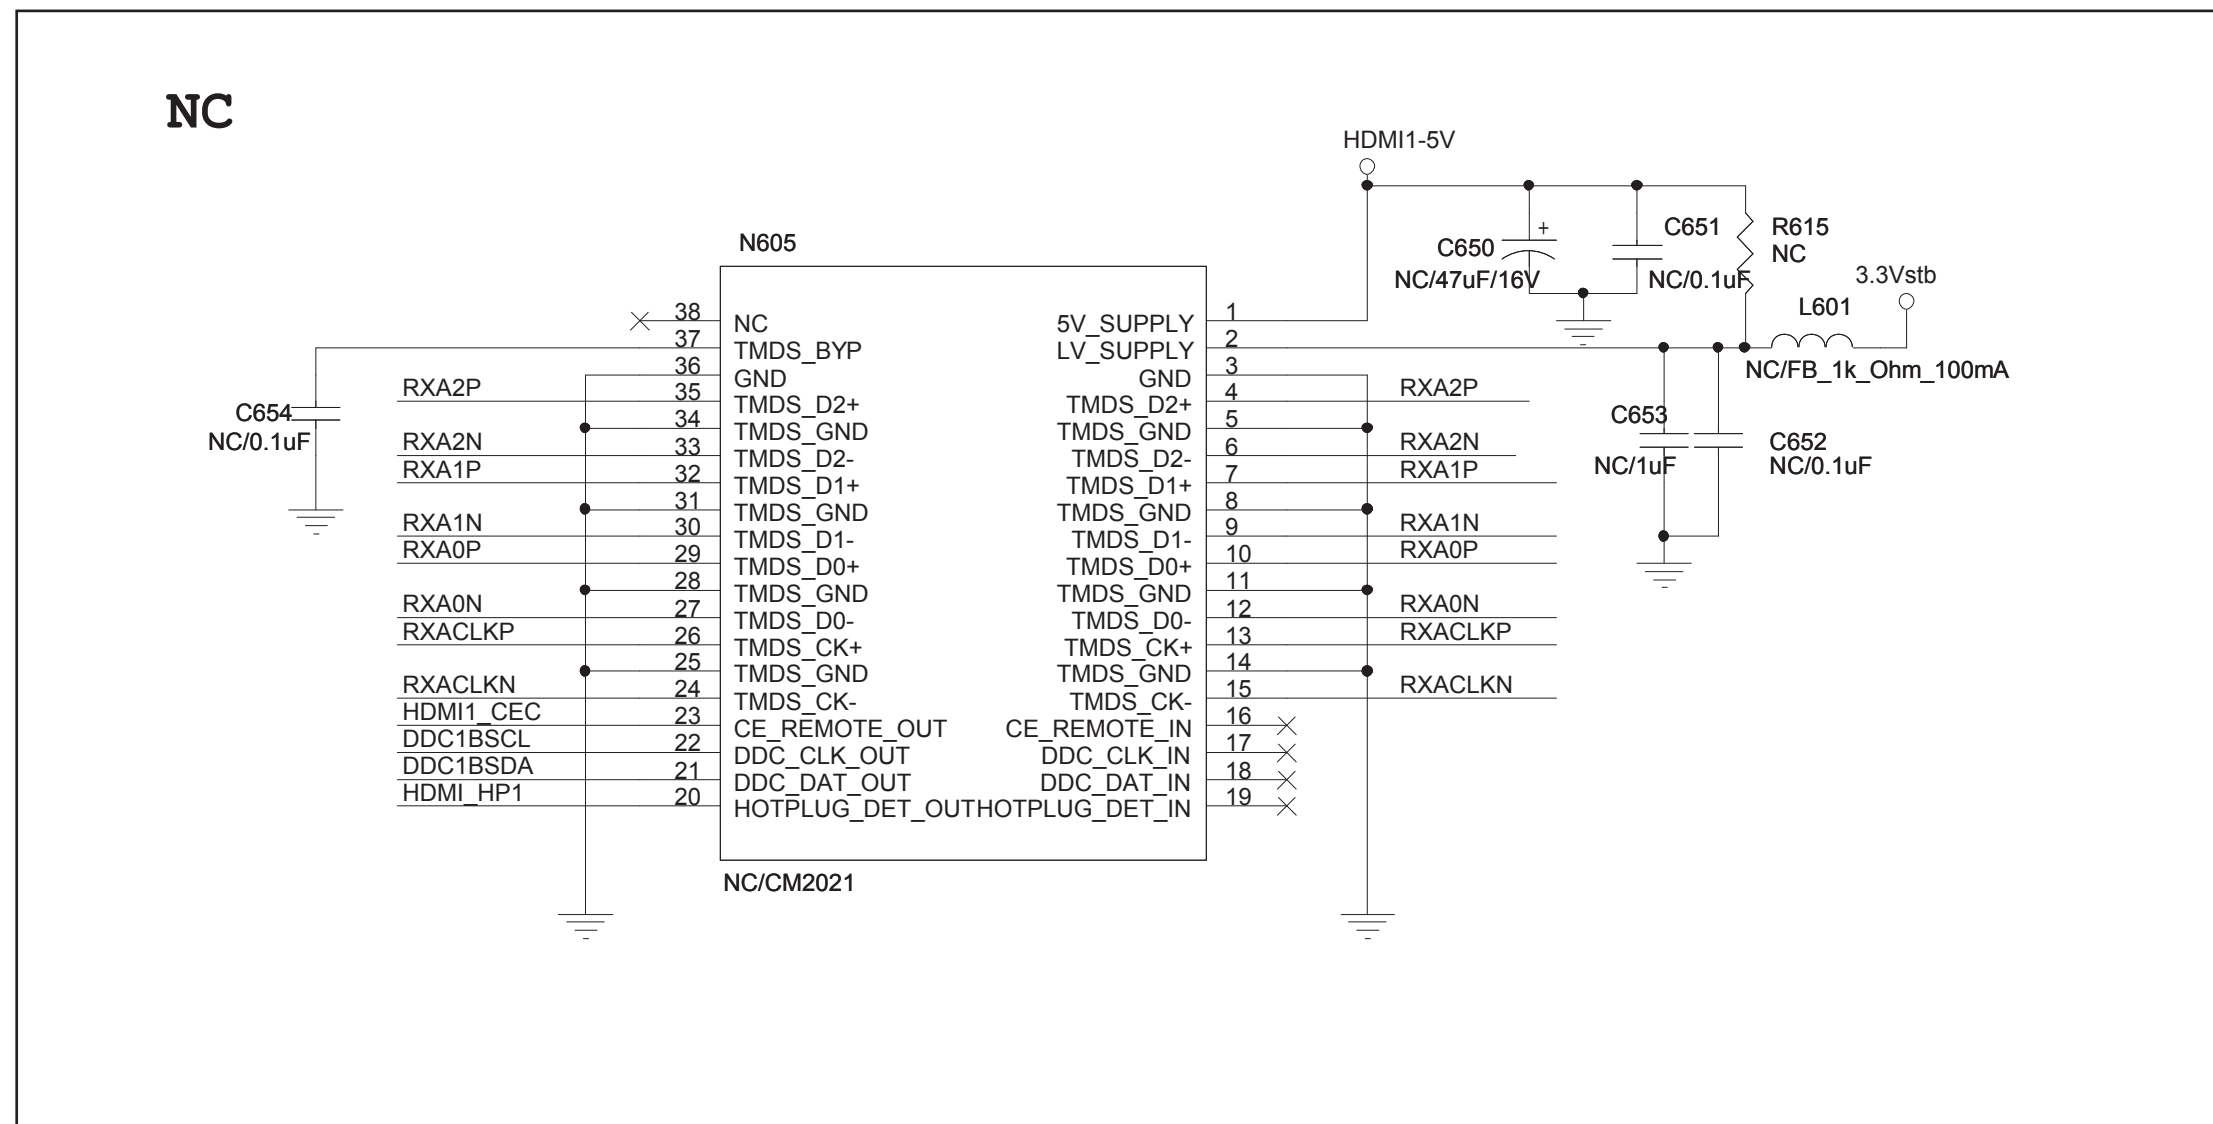 NC
HDMI1-5V
N605
C650
+
NC/47uF/16V
C651
NC/0.1uF
R615
NC
3.3Vstb
L601
NC/FB_1k_Ohm_100mA
38 NC 5V_SUPPLY 1
37 TMDS_BYP LV_SUPPLY 2
36 GND GND 3
RXA2P 35 TMDS_D2+ TMDS_D2+ 4 RXA2P
34 TMDS_GND TMDS_GND 5
RXA2N 33 TMDS_D2- TMDS_D2- 6 RXA2N
RXA1P 32 TMDS_D1+ TMDS_D1+ 7 RXA1P
31 TMDS_GND TMDS_GND 8
RXA1N 30 TMDS_D1- TMDS_D1- 9 RXA1N
RXA0P 29 TMDS_D0+ TMDS_D0+ 10 RXA0P
28 TMDS_GND TMDS_GND 11
RXA0N 27 TMDS_D0- TMDS_D0- 12 RXA0N
RXACLKP 26 TMDS_CK+ TMDS_CK+ 13 RXACLKP
25 TMDS_GND TMDS_GND 14
RXACLKN 24 TMDS_CK- TMDS_CK- 15 RXACLKN
HDMI1_CEC 23 CE_REMOTE_OUT CE_REMOTE_IN 16
DDC1BSCL 22 DDC_CLK_OUT DDC_CLK_IN 17
DDC1BSDA 21 DDC_DAT_OUT DDC_DAT_IN 18
HDMI_HP1 20 HOTPLUG_DET_OUTHOTPLUG_DET_IN 19
C654
NC/0.1uF
C653
NC/1uF
C652
NC/0.1uF
NC/CM2021